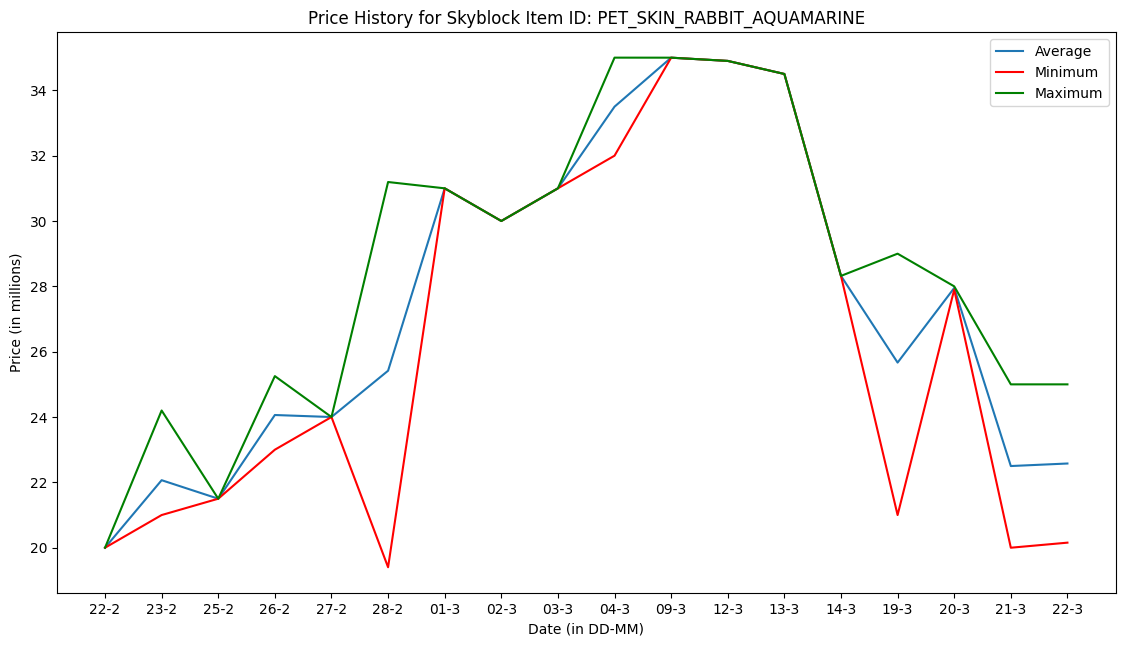 Price History for Skyblock Item ID: PET_SKIN_RABBIT_AQUAMARINE
Average
Minimum
Maximum
Price (in millions)
34
32
30
28
26
24
22
20
22-2 23-2 25-2 26-2 27-2 28-2 01-3 02-3 03-3 04-3 09-3 12-3 13-3 14-3 19-3 20-3 21-3 22-3
Date (in DD-MM)